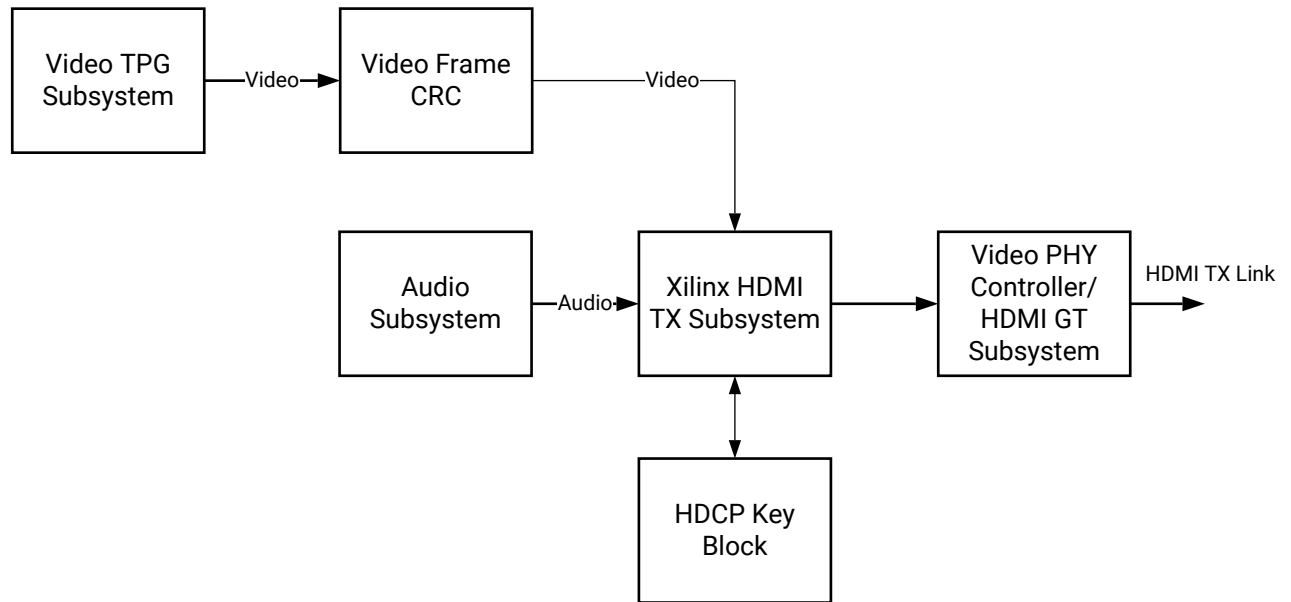 Video TPG
Subsystem
Video
Video Frame
CRC
Video
Audio
Subsystem
Audio
Xilinx HDMI
TX Subsystem
Video PHY
Controller/
HDMI GT
Subsystem
HDMI TX Link
HDCP Key
Block